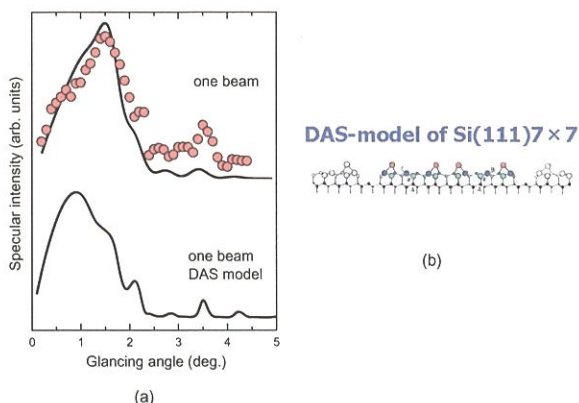 Specular intensity (arb. units)
one beam
one beam
DAS model
0 1 2 3 4 5
Glancing angle (deg.)
(a)
DAS-model of Si(111)7×7
(b)